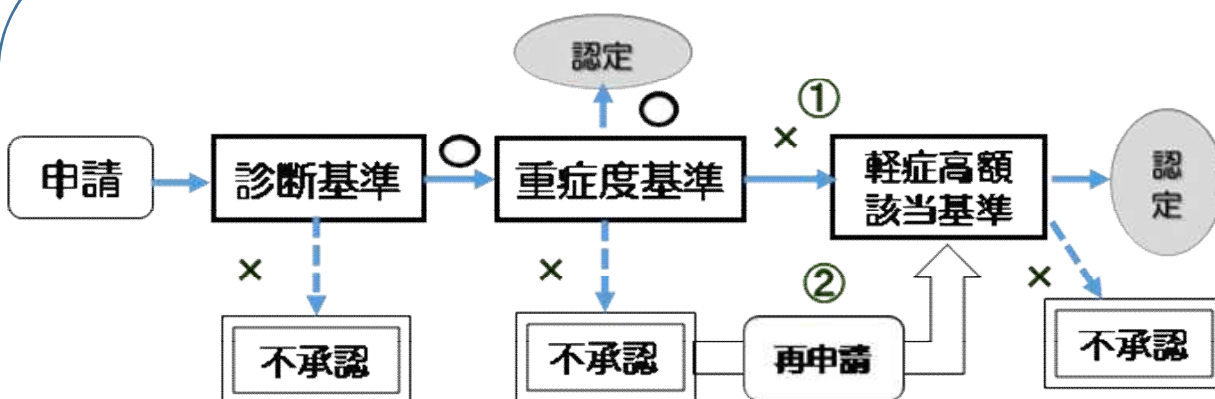 認定
○
○
×
①
申請
診断基準
重症度基準
軽症高額
該当基準
認
定
×
×
②
×
不承認
不承認
再申請
不承認